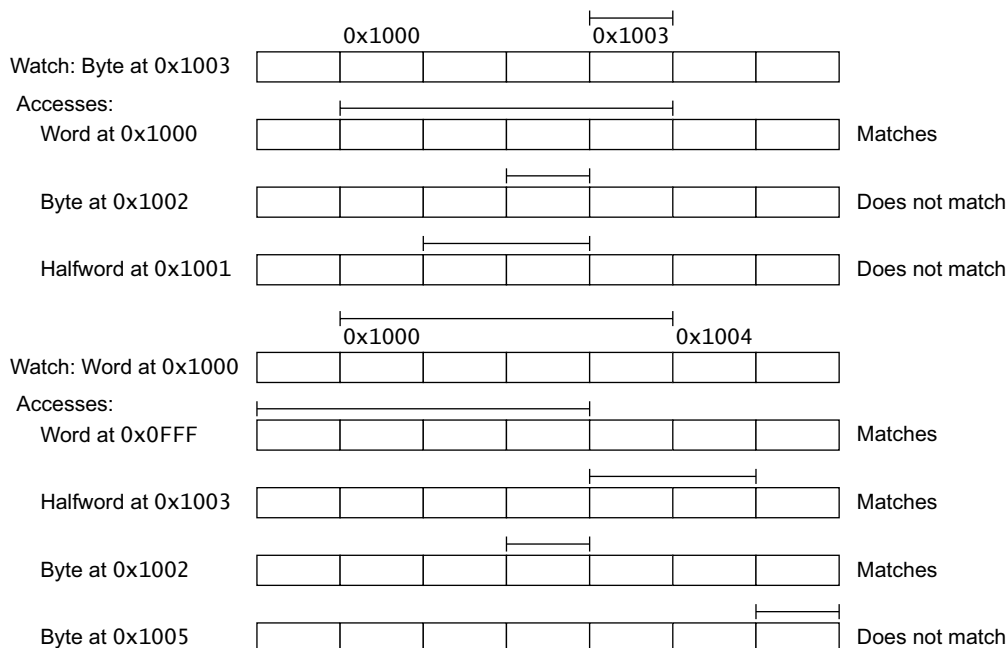 0x1000 0x1003
Watch: Byte at 0x1003
Accesses:
Word at 0x1000 Matches
Byte at 0x1002 Does not match
Halfword at 0x1001 Does not match
0x1000 0x1004
Watch: Word at 0x1000
Accesses:
Word at 0x0FFF Matches
Halfword at 0x1003 Matches
Byte at 0x1002 Matches
Byte at 0x1005 Does not match